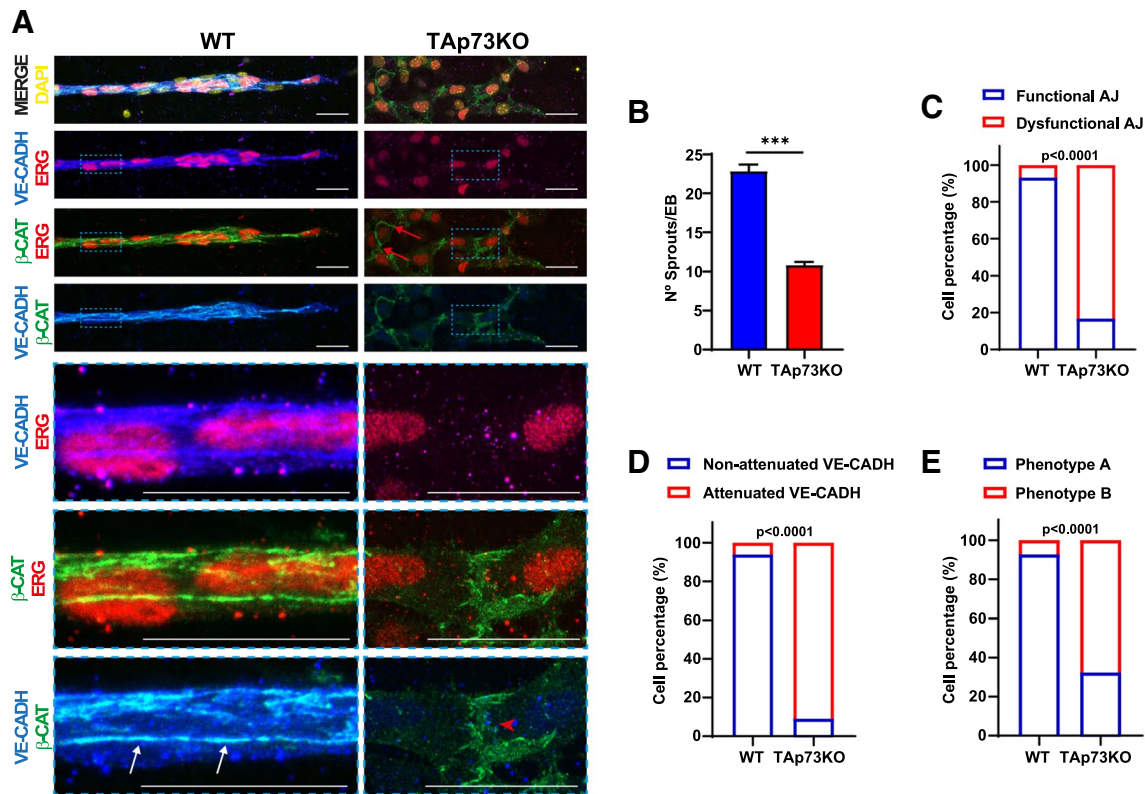 A
WT
TAp73KO
MERGE
DAPI
VE-CADH
ERG
β-CAT
ERG
VE-CADH
β-CAT
VE-CADH
ERG
β-CAT
ERG
VE-CADH
β-CAT
B
***
Nº Sprouts/EB
25
20
15
10
5
0
WT TAp73KO
C
Functional AJ
Dysfunctional AJ
p<0.0001
Cell percentage (%)
100
80
60
40
20
0
WT TAp73KO
D
Non-attenuated VE-CADH
Attenuated VE-CADH
p<0.0001
Cell percentage (%)
100
80
60
40
20
0
WT TAp73KO
E
Phenotype A
Phenotype B
p<0.0001
Cell percentage (%)
100
80
60
40
20
0
WT TAp73KO